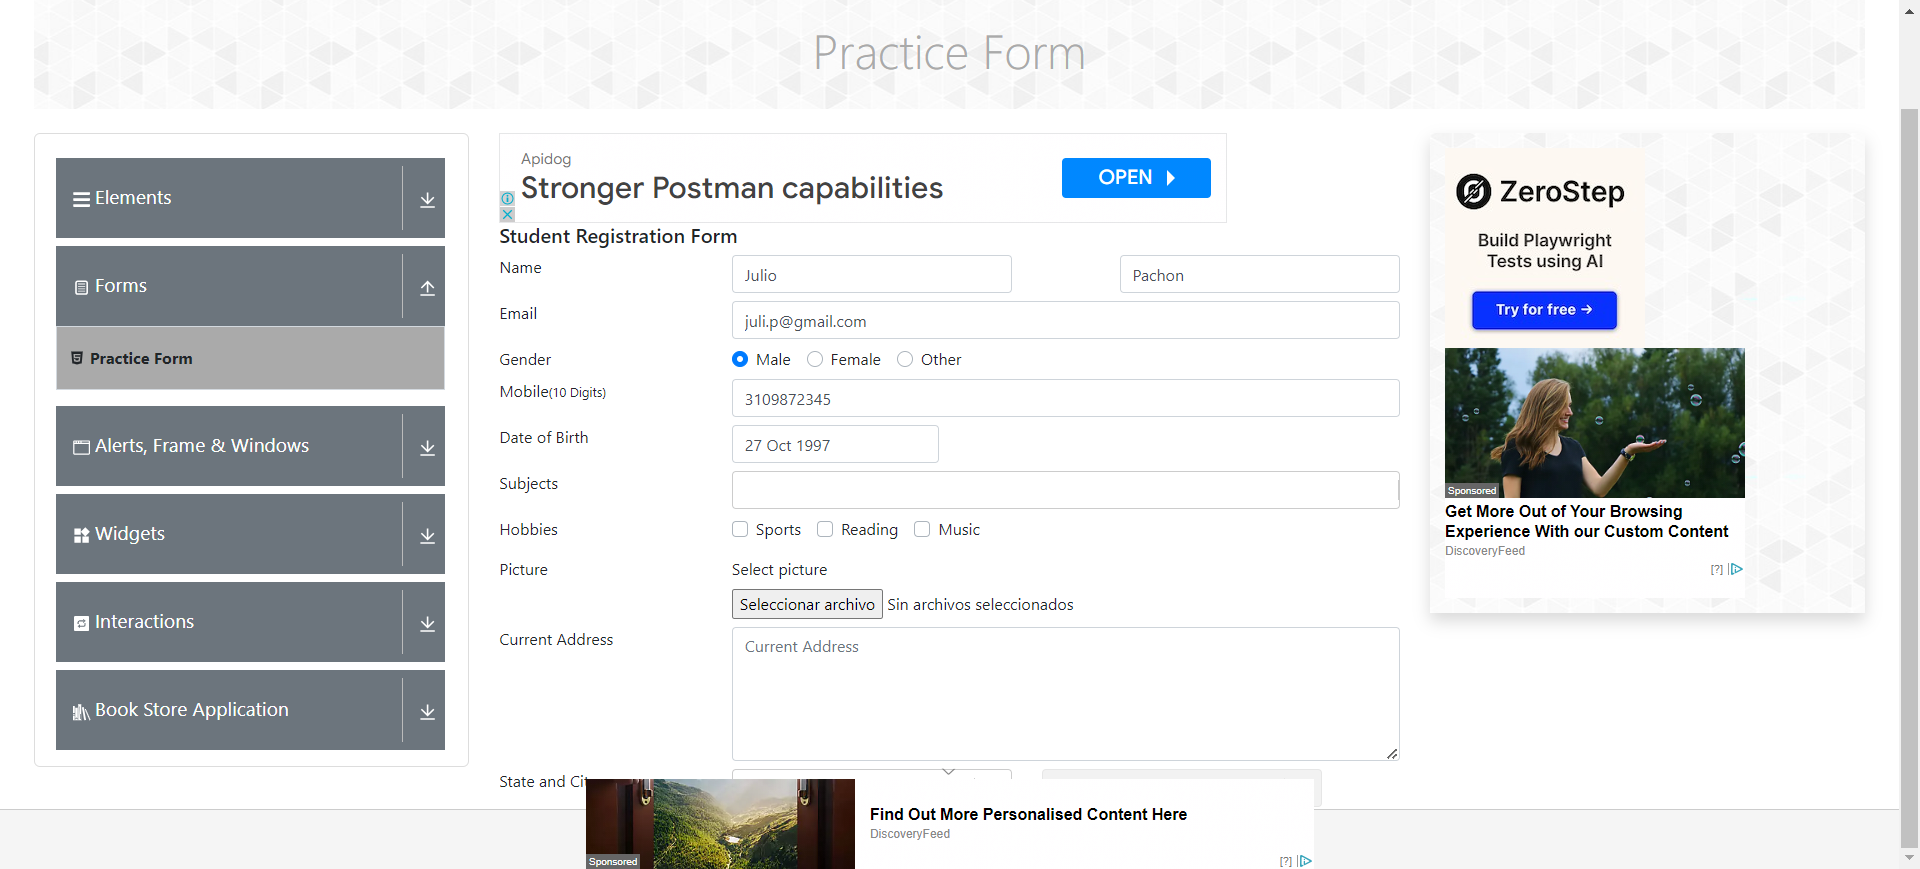 Practice Form
Elements
Forms
Practice Form
Alerts, Frame & Windows
Widgets
Interactions
Book Store Application
Apidog
Stronger Postman capabilities
OPEN
Student Registration Form
Name
Julio
Pachon
Email
juli.p@gmail.com
Gender
Male
Female
Other
Mobile(10 Digits)
3109872345
Date of Birth
27 Oct 1997
Subjects
Hobbies
Sports
Reading
Music
Picture
Select picture
Seleccionar archivo Sin archivos seleccionados
Current Address
Current Address
State and
Sponsored
Find Out More Personalised Content Here
DiscoveryFeed
[?]
ZeroStep
Build Playwright
Tests using AI
Try for free →
Sponsored
Get More Out of Your Browsing
Experience With our Custom Content
DiscoveryFeed
[?]